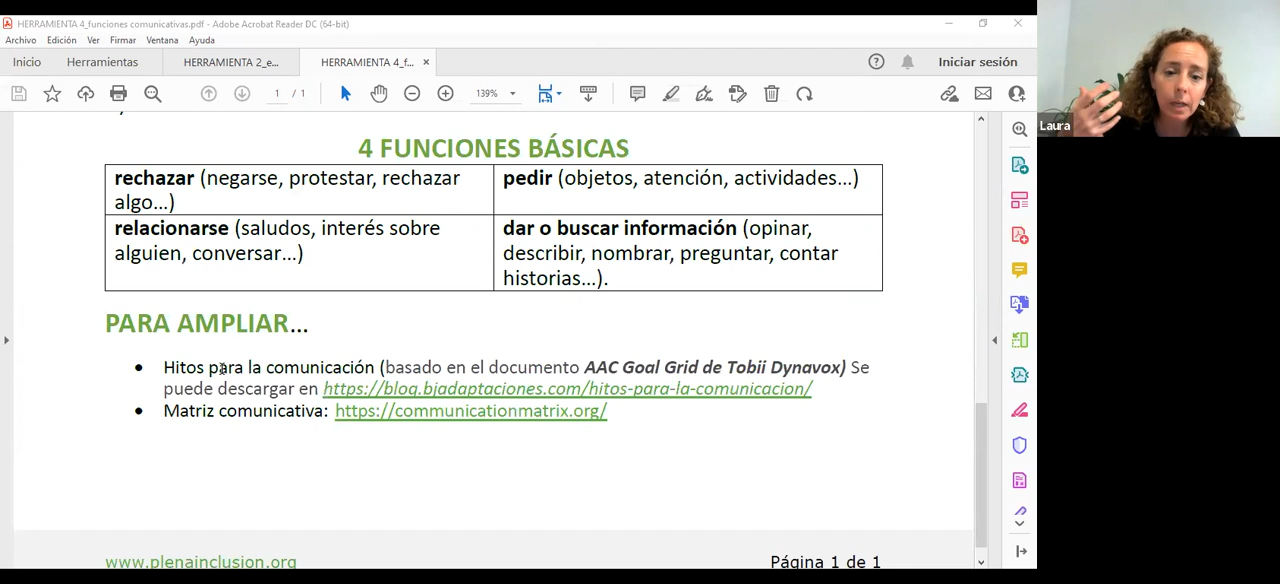 HERRAMIENTA 4_funciones comunicativas.pdf - Adobe Acrobat Reader DC (64-bit)
Archivo Edición Ver Firmar Ventana Ayuda
Inicio Herramientas HERRAMIENTA 2_e... HERRAMIENTA 4_f... × Iniciar sesión
1 / 1 139%
Laura
4 FUNCIONES BÁSICAS
rechazar (negarse, protestar, rechazar
algo...)
pedir (objetos, atención, actividades...)
relacionarse (saludos, interés sobre
alguien, conversar...)
dar o buscar información (opinar,
describir, nombrar, preguntar, contar
historias...).
PARA AMPLIAR...
• Hitos para la comunicación (basado en el documento AAC Goal Grid de Tobii Dynavox) Se
puede descargar en https://blog.bjadaptaciones.com/hitos-para-la-comunicacion/
• Matriz comunicativa: https://communicationmatrix.org/
www.plenainclusion.org Página 1 de 1